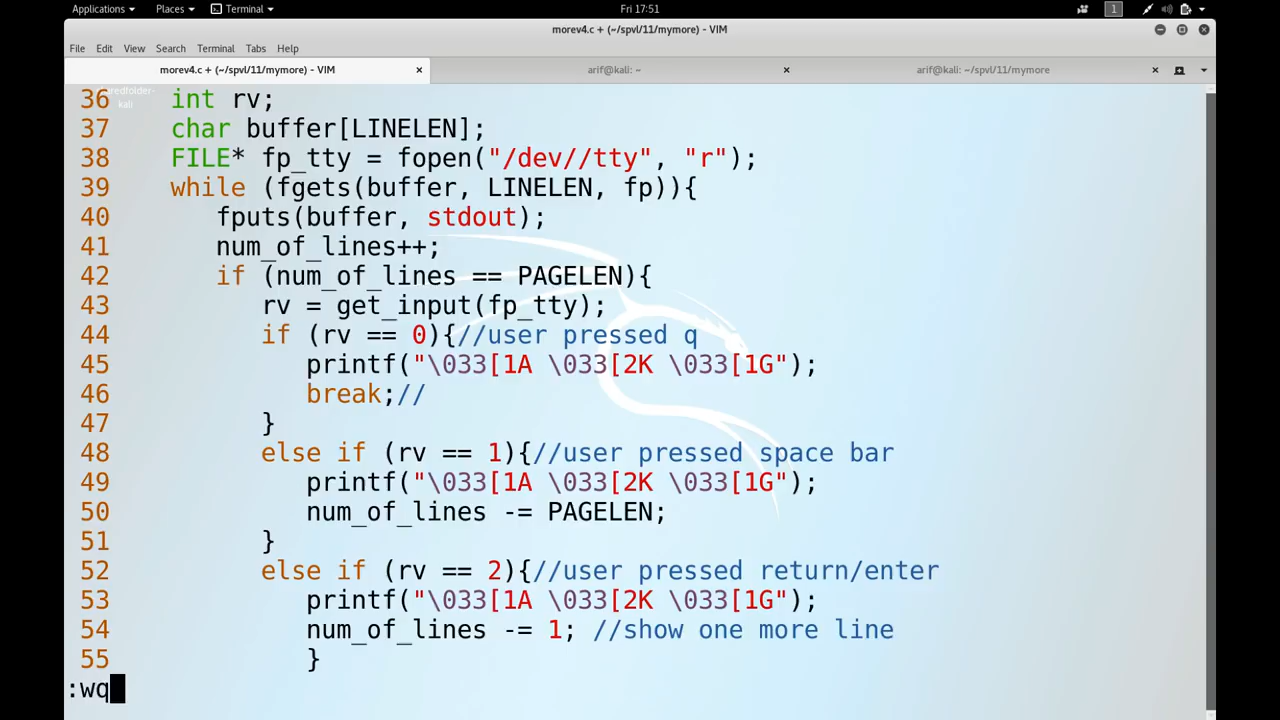 Applications Places Terminal Fri 17:51 1
morev4.c + (~/spvl/11/mymore) - VIM
File Edit View Search Terminal Tabs Help
morev4.c + (~/spvl/11/mymore) - VIM × arif@kali: ~ × arif@kali: ~/spvl/11/mymore ×
36 int rv;
37 char buffer[LINELEN];
38 FILE* fp_tty = fopen("/dev//tty", "r");
39 while (fgets(buffer, LINELEN, fp)){
40 fputs(buffer, stdout);
41 num_of_lines++;
42 if (num_of_lines == PAGELEN){
43 rv = get_input(fp_tty);
44 if (rv == 0){//user pressed q
45 printf("\033[1A \033[2K \033[1G");
46 break;//
47 }
48 else if (rv == 1){//user pressed space bar
49 printf("\033[1A \033[2K \033[1G");
50 num_of_lines -= PAGELEN;
51 }
52 else if (rv == 2){//user pressed return/enter
53 printf("\033[1A \033[2K \033[1G");
54 num_of_lines -= 1; //show one more line
55 }
:wq